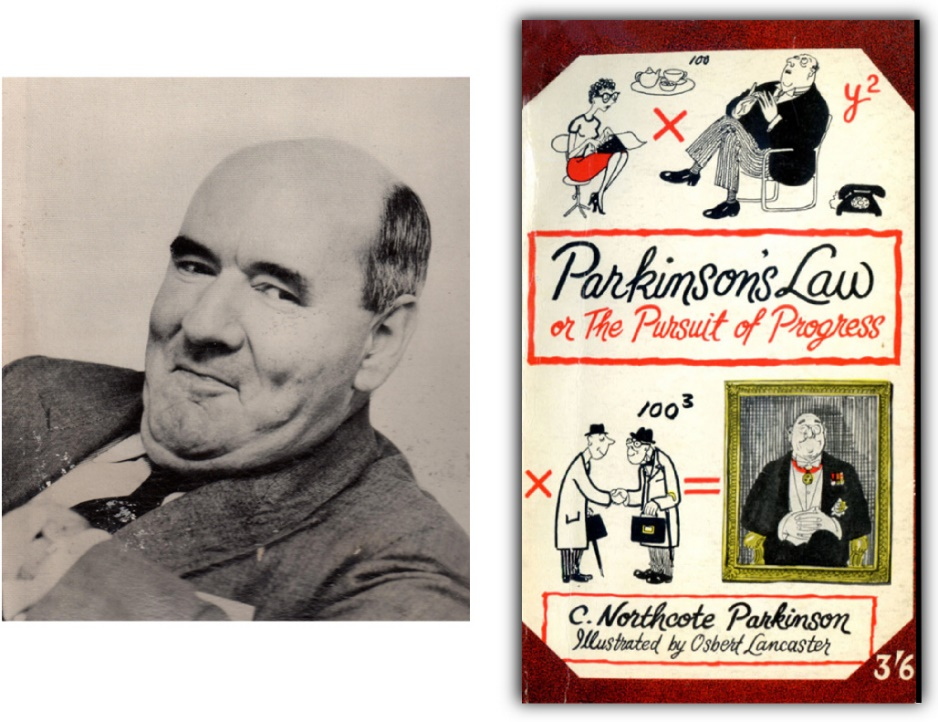 100
× y²
Parkinson's Law
or The Pursuit of Progress
100³
× =
C. Northcote Parkinson
Illustrated by Osbert Lancaster
3'6